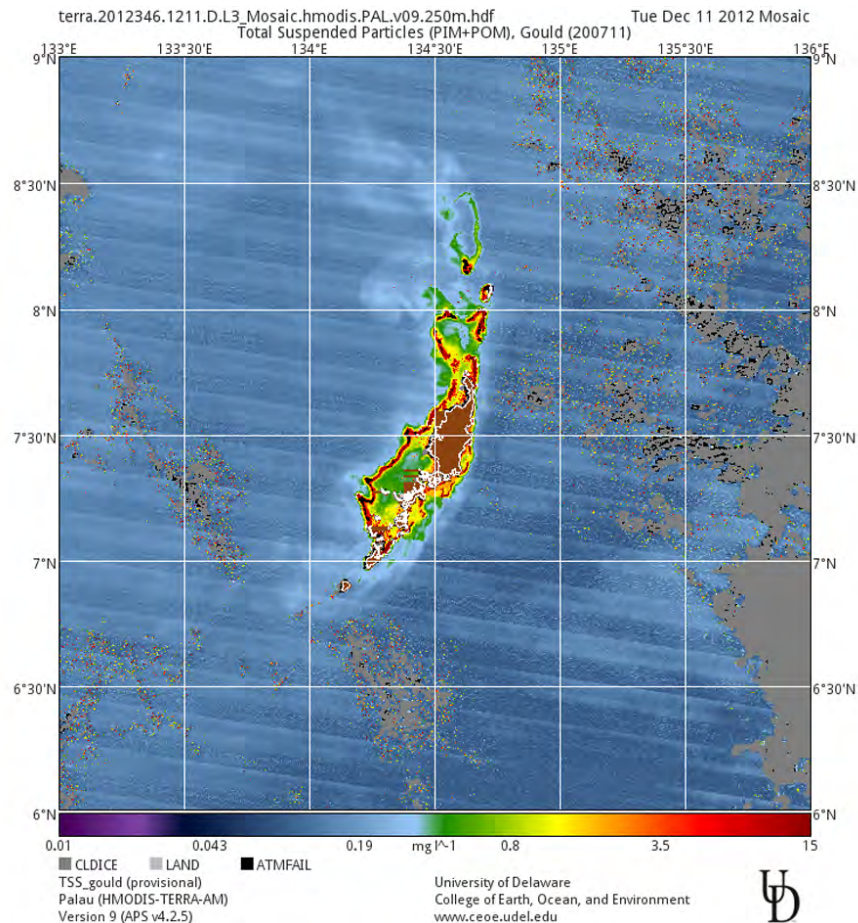 terra.2012346.1211.D.L3_Mosaic.hmodis.PAL.v09.250m.hdf Tue Dec 11 2012 Mosaic
Total Suspended Particles (PIM+POM), Gould (200711)
133°E 133°30'E 134°E 134°30'E 135°E 135°30'E 136°E
9°N 9°N
8°30'N 8°30'N
8°N 8°N
7°30'N 7°30'N
7°N 7°N
6°30'N 6°30'N
6°N 6°N
0.01 0.043 0.19 mg l^-1 0.8 3.5 15
CLDICE LAND ATMFAIL
TSS_gould (provisional) University of Delaware
Palau (HMODIS-TERRA-AM) College of Earth, Ocean, and Environment
Version 9 (APS v4.2.5) www.ceoe.udel.edu
UD